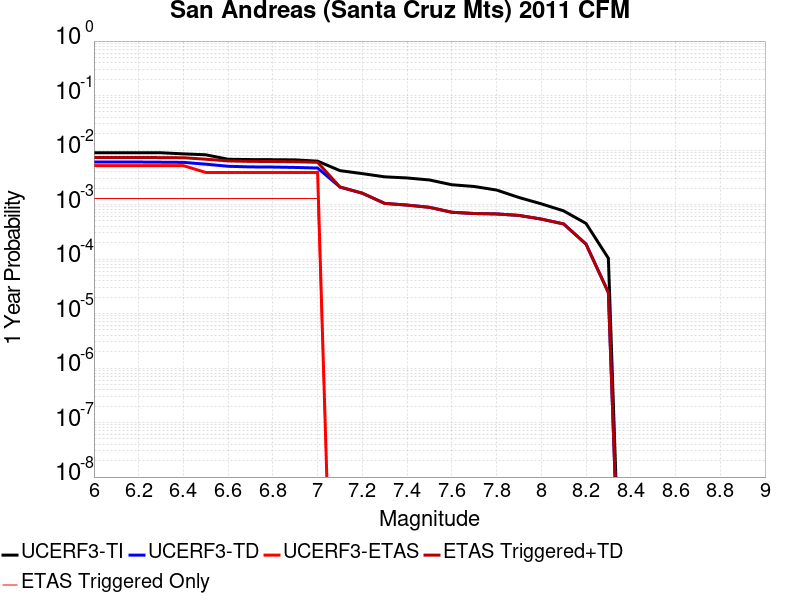 San Andreas (Santa Cruz Mts) 2011 CFM
10^0
10^-1
10^-2
10^-3
10^-4
10^-5
10^-6
10^-7
10^-8
1 Year Probability
6 6.2 6.4 6.6 6.8 7 7.2 7.4 7.6 7.8 8 8.2 8.4 8.6 8.8 9
Magnitude
UCERF3-TI UCERF3-TD UCERF3-ETAS ETAS Triggered+TD
ETAS Triggered Only